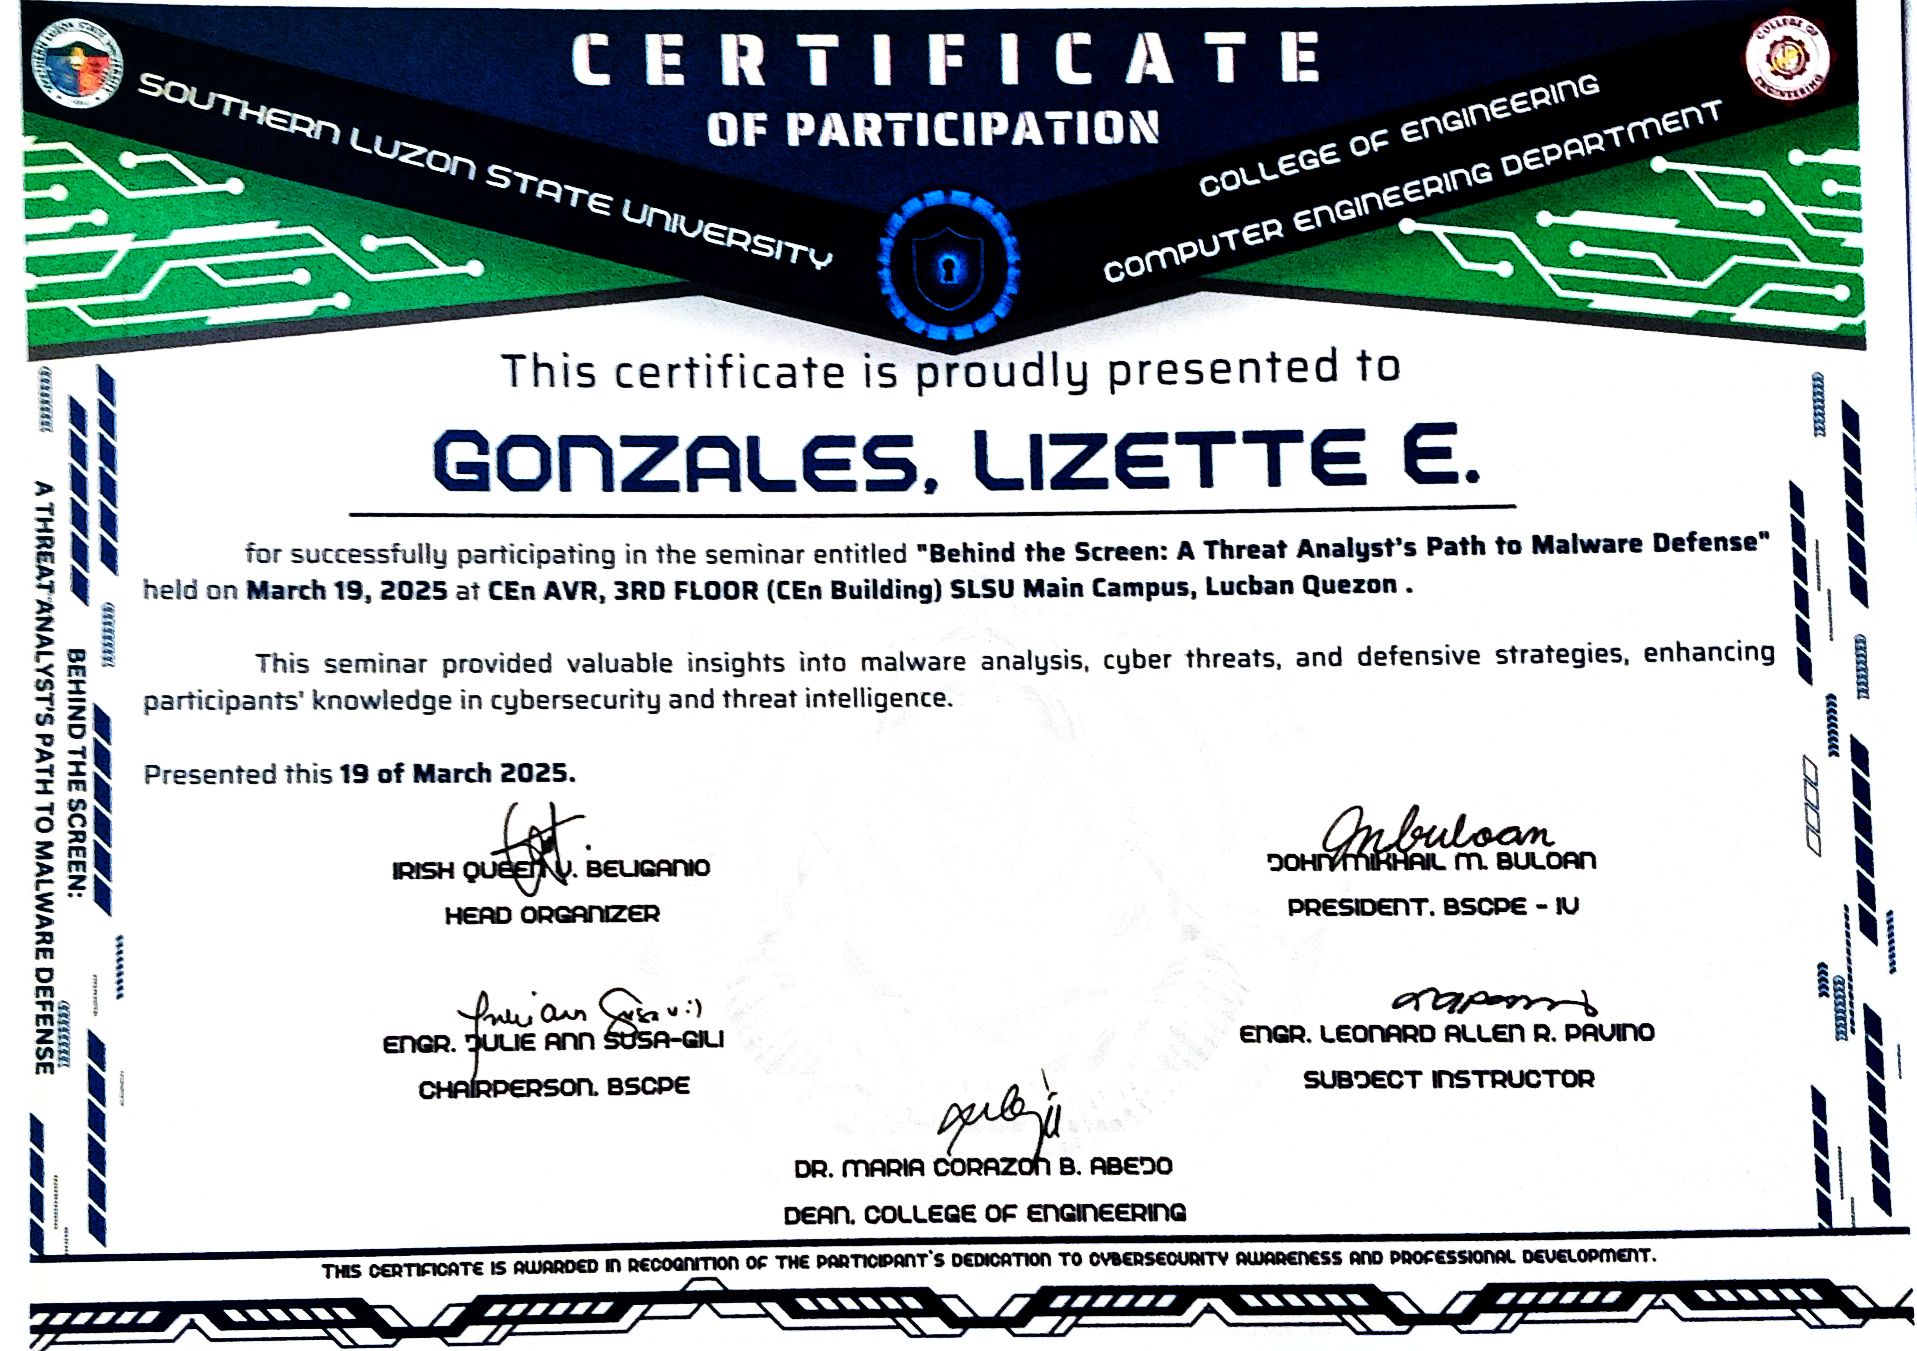 CERTIFICATE
OF PARTICIPATION
SOUTHERN LUZON STATE UNIVERSITY
COLLEGE OF ENGINEERING
COMPUTER ENGINEERING DEPARTMENT
COLLEGE OF
ENGINEERING
This certificate is proudly presented to
GONZALES, LIZETTE E.
for successfully participating in the seminar entitled "Behind the Screen: A Threat Analyst's Path to Malware Defense"
held on March 19, 2025 at CEn AVR, 3RD FLOOR (CEn Building) SLSU Main Campus, Lucban Quezon .
This seminar provided valuable insights into malware analysis, cyber threats, and defensive strategies, enhancing
participants' knowledge in cybersecurity and threat intelligence.
Presented this 19 of March 2025.
BEHIND THE SCREEN:
A THREAT ANALYST'S PATH TO MALWARE DEFENSE
IRISH QUEEN V. BELIGANIO
HEAD ORGANIZER
JOHN MIKHAIL M. BULOAN
PRESIDENT. BSCPE - IV
ENGR. JULIE ANN SUSA-GILI
CHAIRPERSON. BSCPE
ENGR. LEONARD ALLEN R. PAVINO
SUBJECT INSTRUCTOR
DR. MARIA CORAZON B. ABEJO
DEAN. COLLEGE OF ENGINEERING
THIS CERTIFICATE IS AWARDED IN RECOGNITION OF THE PARTICIPANT'S DEDICATION TO CYBERSECURITY AWARENESS AND PROFESSIONAL DEVELOPMENT.